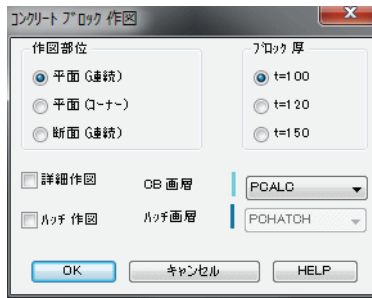 コンクリート ブロック 作図
作図部位
平面 (連続)
平面 (コーナー)
断面 (連続)
ブロック 厚
t=100
t=120
t=150
詳細作図
CB 画層
PCALC
ハッチ 作図
ハッチ画層
PCHATCH
OK
キャンセル
HELP